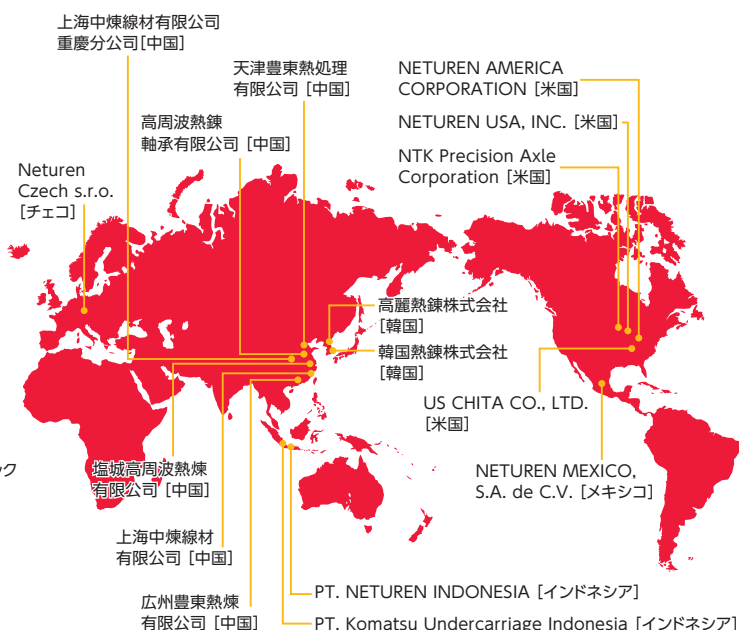 上海中煉線材有限公司
重慶分公司[中国]
天津豊東熱処理
有限公司 [中国]
高周波熱錬
軸承有限公司 [中国]
Neturen
Czech s.r.o.
[チェコ]
NETUREN AMERICA
CORPORATION [米国]
NETUREN USA, INC. [米国]
NTK Precision Axle
Corporation [米国]
高麗熱錬株式会社
[韓国]
韓国熱錬株式会社
[韓国]
US CHITA CO., LTD.
[米国]
NETUREN MEXICO,
S.A. de C.V. [メキシコ]
ック
塩城高周波熱煉
有限公司 [中国]
上海中煉線材
有限公司 [中国]
広州豊東熱煉
有限公司 [中国]
PT. NETUREN INDONESIA [インドネシア]
PT. Komatsu Undercarriage Indonesia [インドネシア]